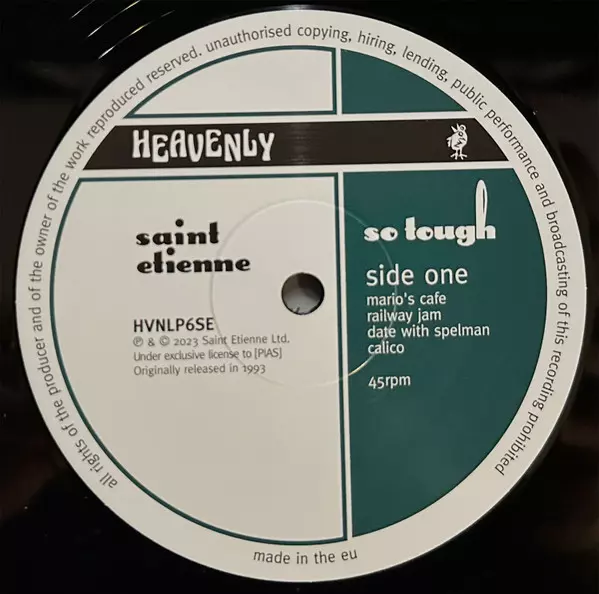 all rights of the producer and of the owner of the work reproduced reserved. unauthorised copying, hiring, lending, public performance and broadcasting of this recording prohibited
HEAVENLY
saint
etienne
HVNLP6SE
℗ & © 2023 Saint Etienne Ltd.
Under exclusive license to [PIAS]
Originally released in 1993
so tough
side one
mario's cafe
railway jam
date with spelman
calico
45rpm
made in the eu